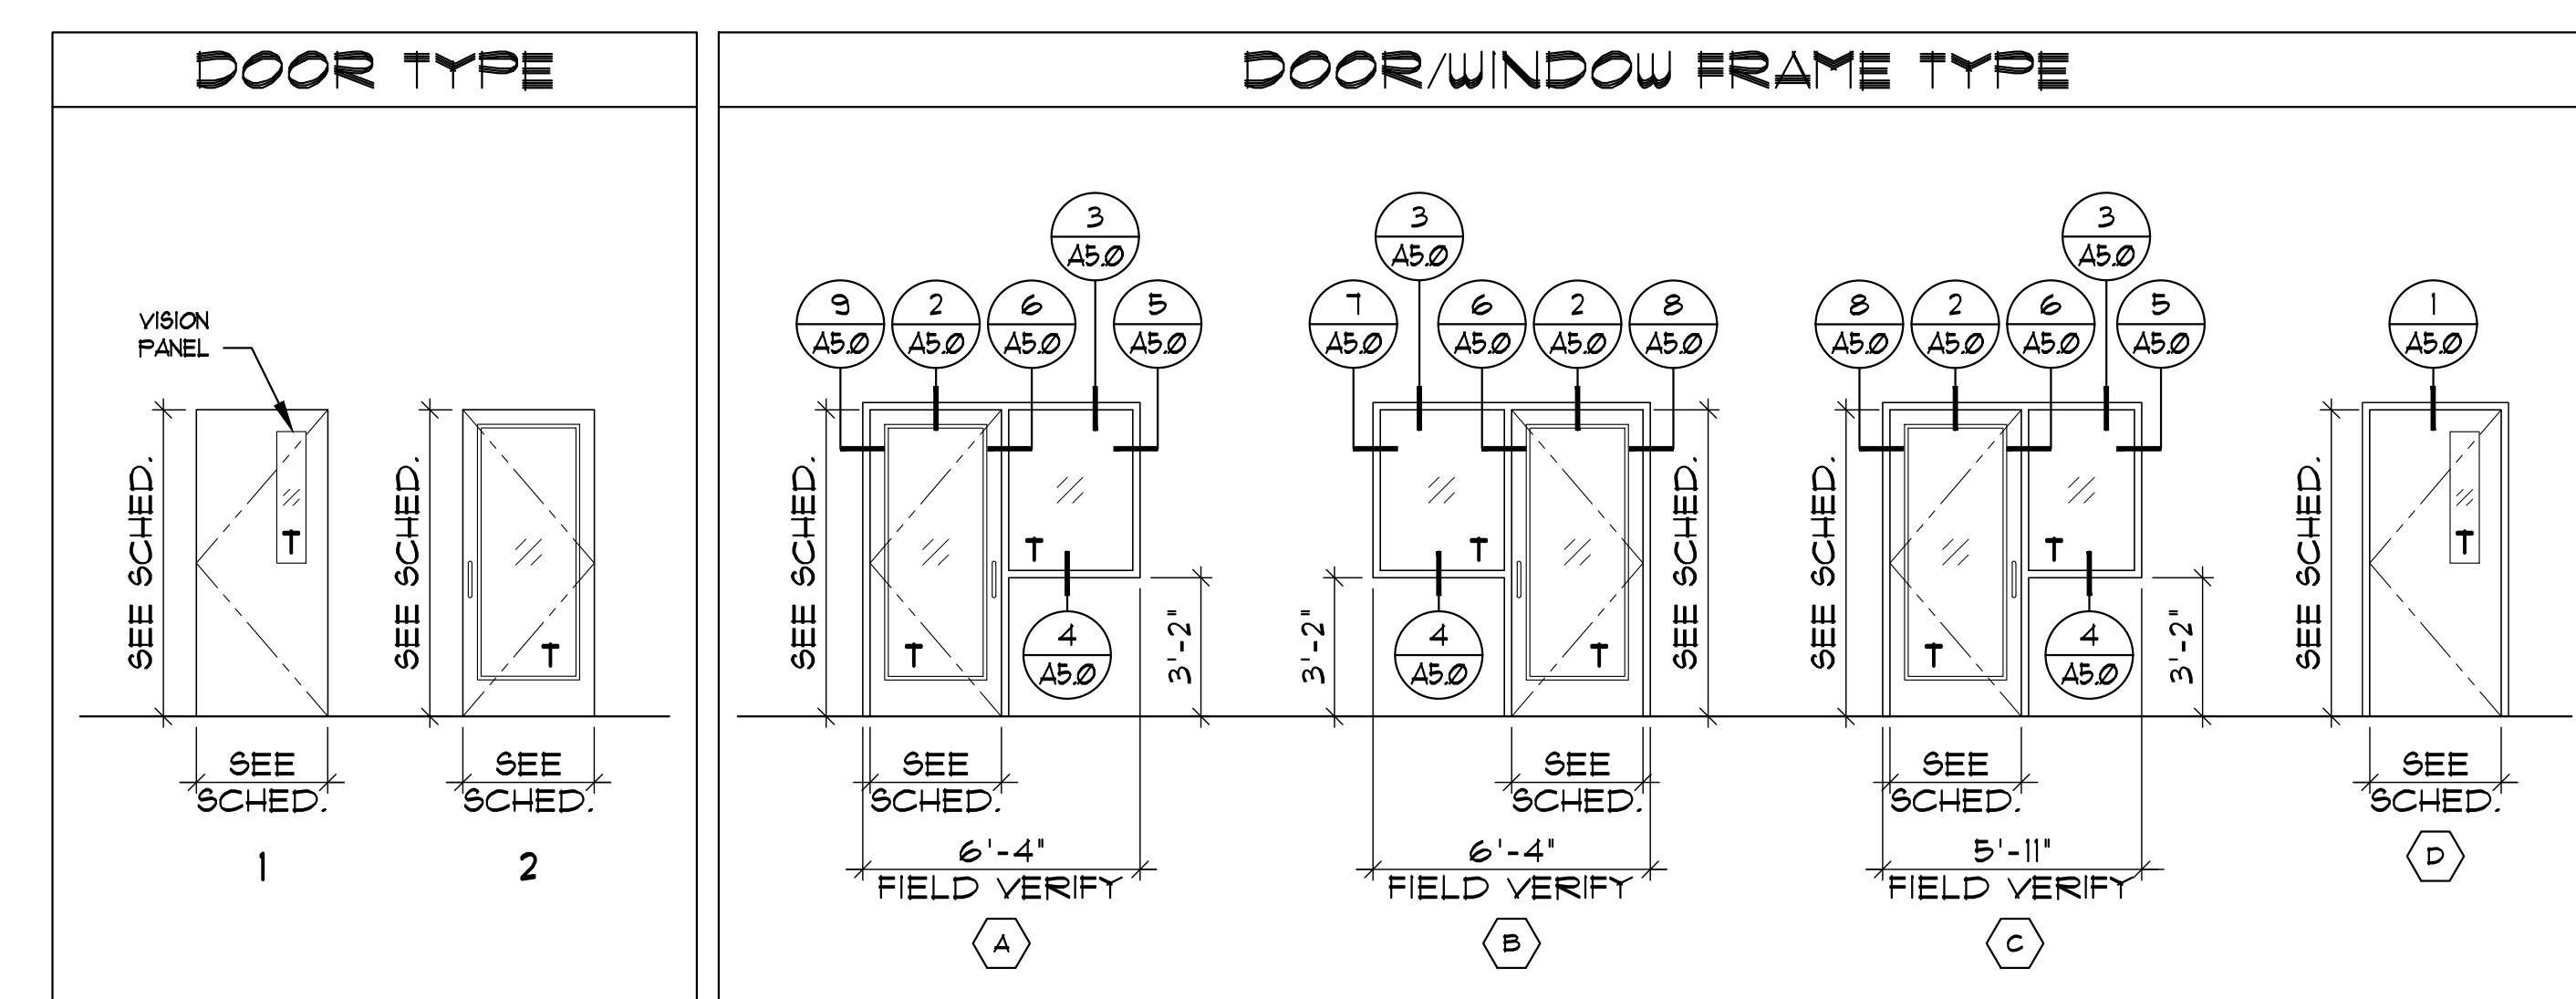 DOOR TYPE
DOOR/WINDOW FRAME TYPE
VISION
PANEL
T
SEE SCHED.
SEE
SCHED.
1
T
SEE SCHED.
SEE
SCHED.
2
9
A5.0
2
A5.0
6
A5.0
3
A5.0
5
A5.0
T
T
4
A5.0
SEE SCHED.
3'-2"
SEE
SCHED.
6'-4"
FIELD VERIFY
A
7
A5.0
3
A5.0
6
A5.0
2
A5.0
8
A5.0
T
T
4
A5.0
3'-2"
SEE SCHED.
SEE
SCHED.
6'-4"
FIELD VERIFY
B
8
A5.0
2
A5.0
6
A5.0
3
A5.0
5
A5.0
T
T
4
A5.0
SEE SCHED.
3'-2"
SEE
SCHED.
5'-11"
FIELD VERIFY
C
1
A5.0
T
SEE SCHED.
SEE
SCHED.
D